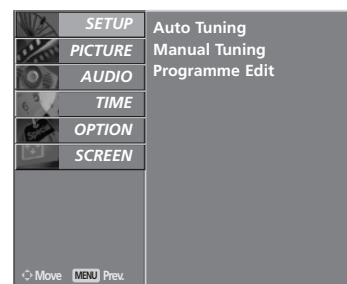 SETUP
PICTURE
AUDIO
TIME
OPTION
SCREEN
Auto Tuning
Manual Tuning
Programme Edit
Move MENU Prev.